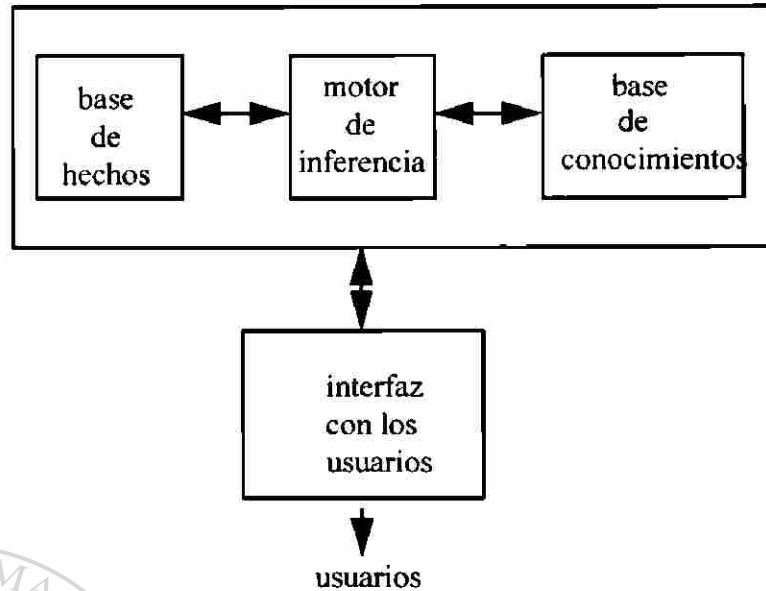 base
de
hechos
motor
de
inferencia
base
de
conocimientos
interfaz
con los
usuarios
usuarios